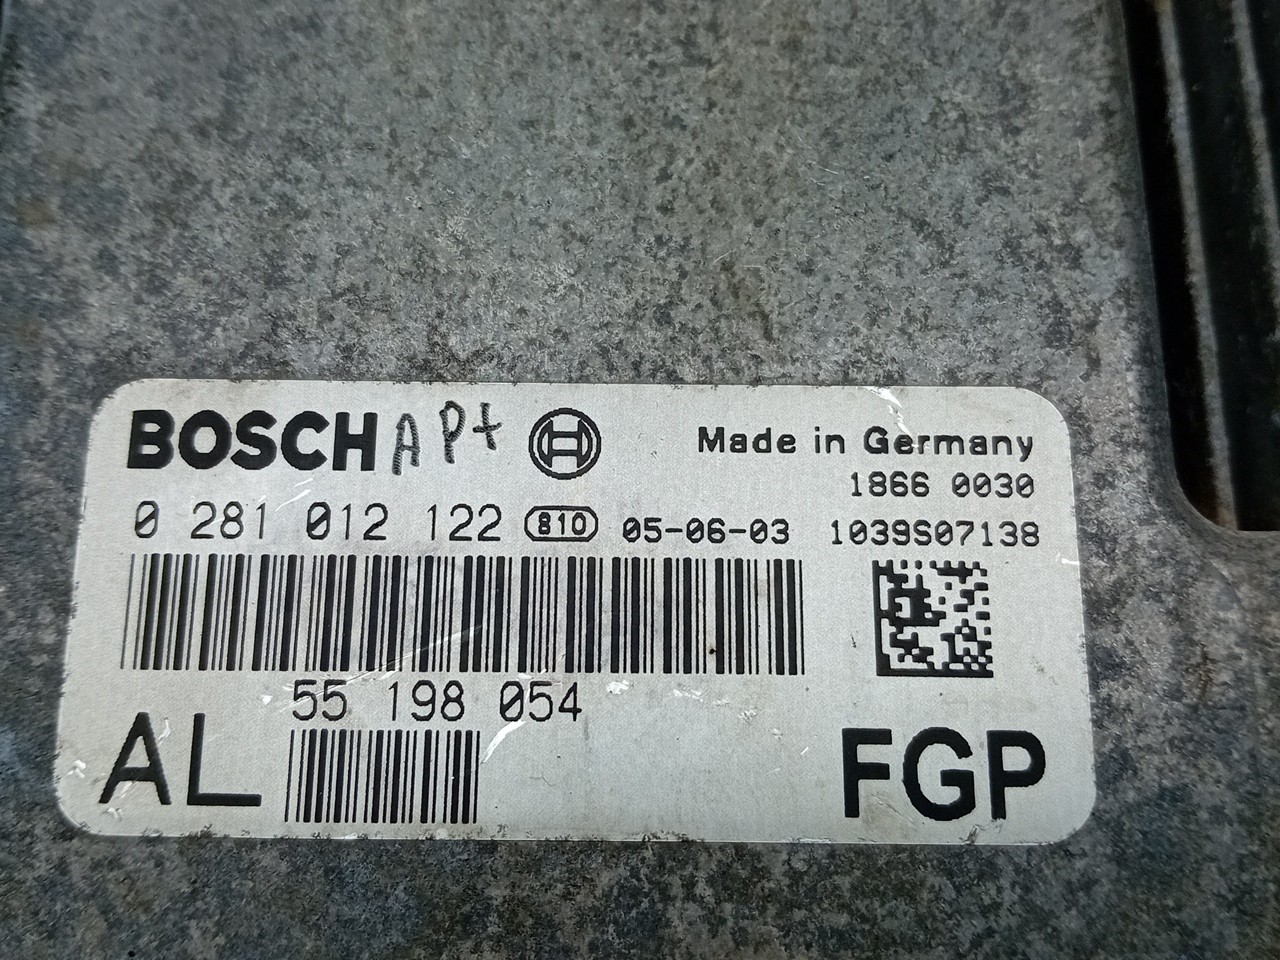 BOSCH AP+ Made in Germany
1866 0030
0 281 012 122 810 05-06-03 1039S07138
55 198 054
AL FGP